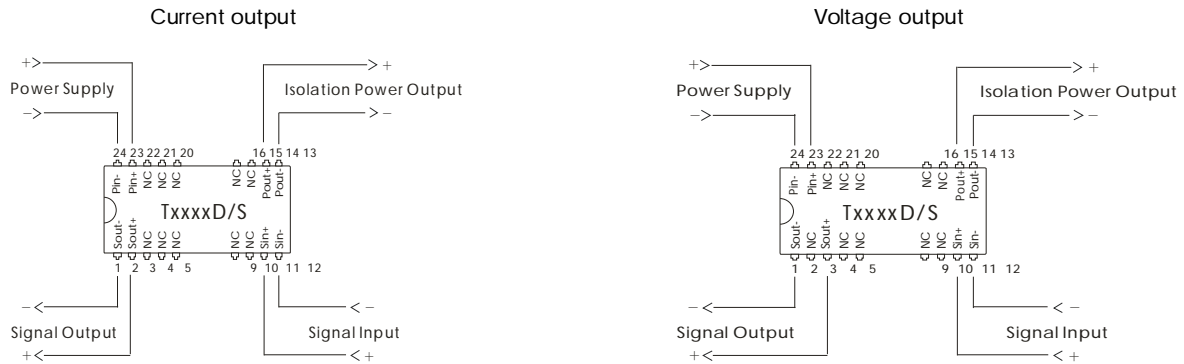 Current output
+ > > +
Power Supply Isolation Power Output
− > > −
24 23 22 21 20 16 15 14 13
Pin- Pin+ NC NC NC NC NC Pout+ Pout-
TxxxxD/S
Sout- Sout+ NC NC NC NC NC Sin+ Sin-
1 2 3 4 5 9 10 11 12
− < < −
Signal Output Signal Input
+ < < +
Voltage output
+ > > +
Power Supply Isolation Power Output
− > > −
24 23 22 21 20 16 15 14 13
Pin- Pin+ NC NC NC NC NC Pout+ Pout-
TxxxxD/S
Sout- NC Sout+ NC NC NC NC Sin+ Sin-
1 2 3 4 5 9 10 11 12
− < < −
Signal Output Signal Input
+ < < +